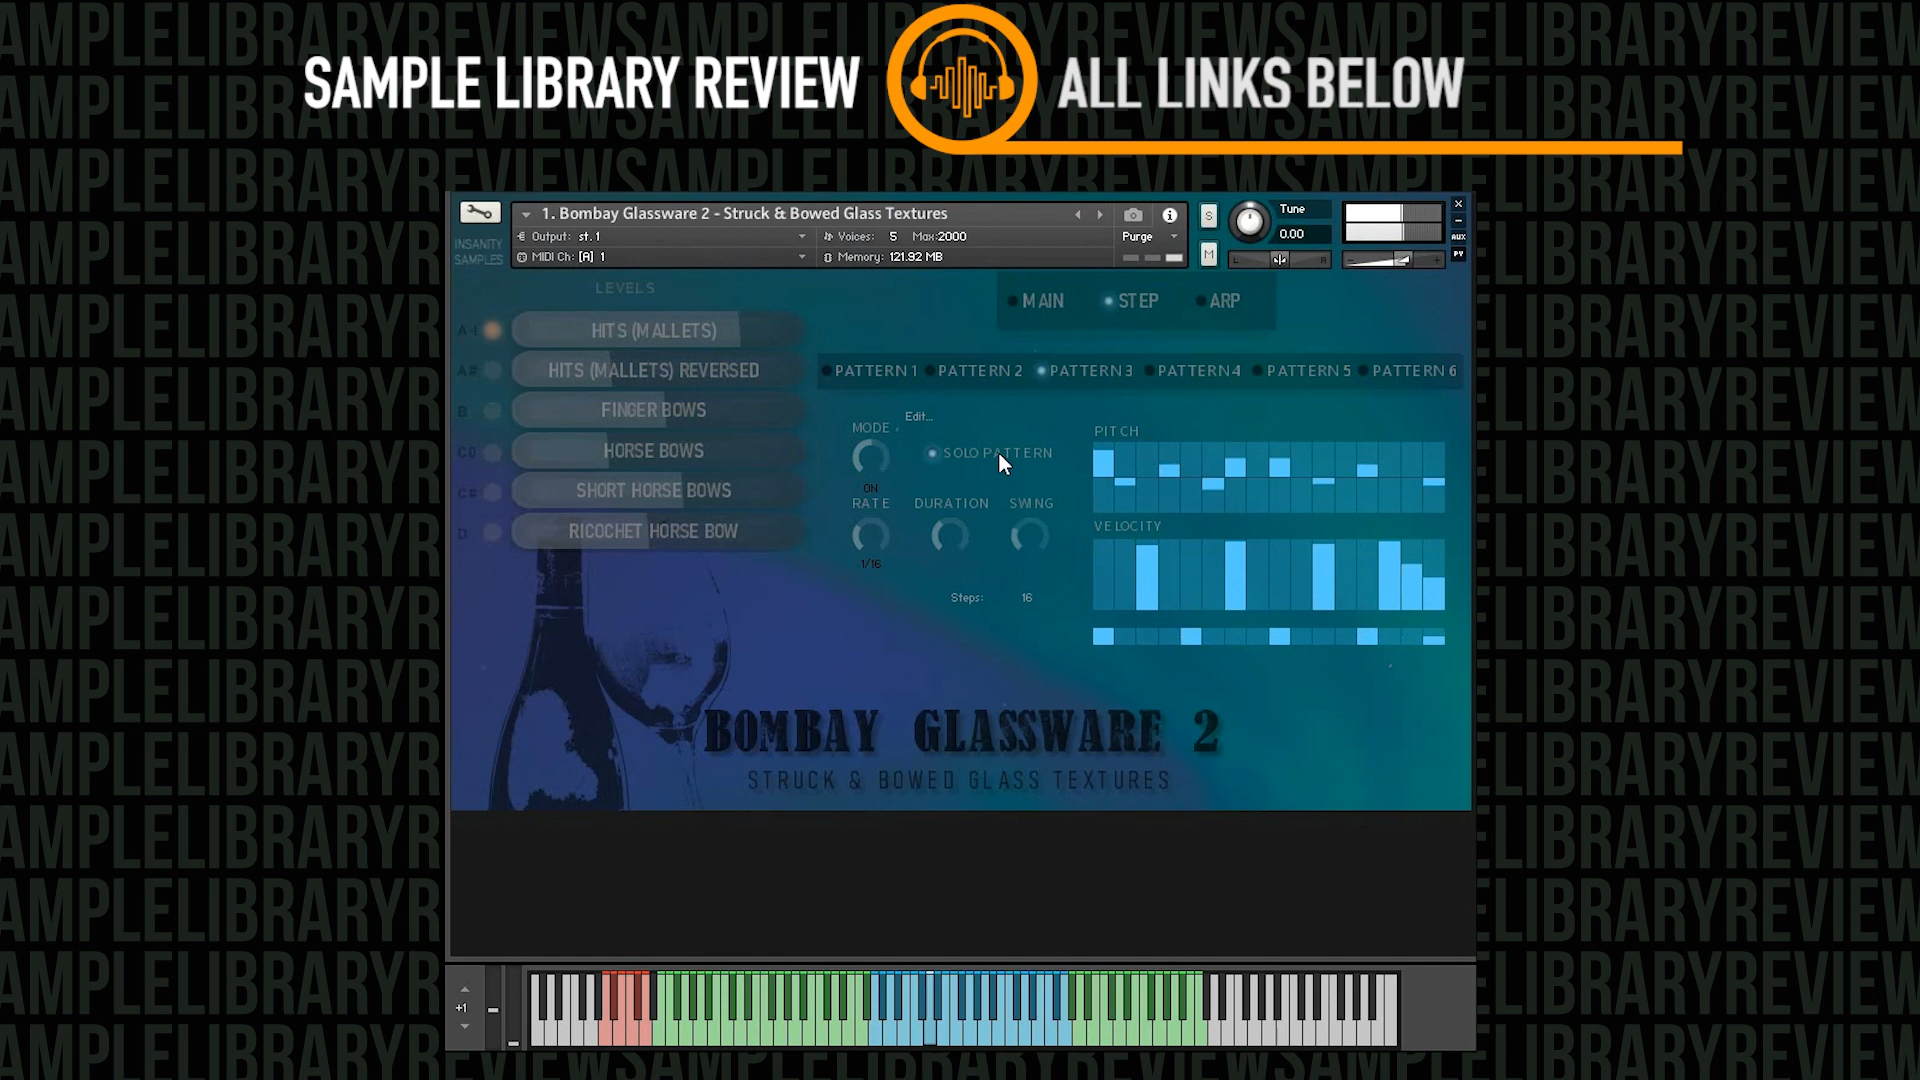 SAMPLE LIBRARY REVIEW ALL LINKS BELOW
1. Bombay Glassware 2 - Struck & Bowed Glass Textures
Output: st.1
Voices: 5 Max: 2000
Purge
MIDI Ch: [A] 1
Memory: 121.92 MB
S
M
Tune
0.00
L R
- +
X
-
AUX
PV
INSANITY
SAMPLES
LEVELS
MAIN STEP ARP
HITS (MALLETS)
A# HITS (MALLETS) REVERSED
B FINGER BOWS
C0 HORSE BOWS
C# SHORT HORSE BOWS
D RICOCHET HORSE BOW
PATTERN 1 PATTERN 2 PATTERN 3 PATTERN 4 PATTERN 5 PATTERN 6
Edit...
MODE
SOLO PATTERN
ON
RATE DURATION SWING
1/16
Steps: 16
PITCH
VELOCITY
BOMBAY GLASSWARE 2
STRUCK & BOWED GLASS TEXTURES
+1